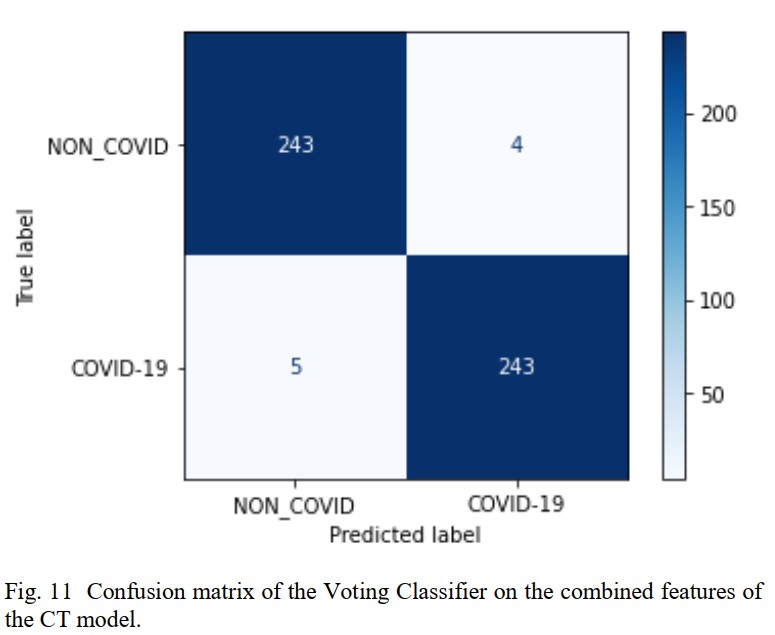 NON_COVID
243
4
COVID-19
5
243
True label
NON_COVID
COVID-19
Predicted label
200
150
100
50
Fig. 11 Confusion matrix of the Voting Classifier on the combined features of
the CT model.